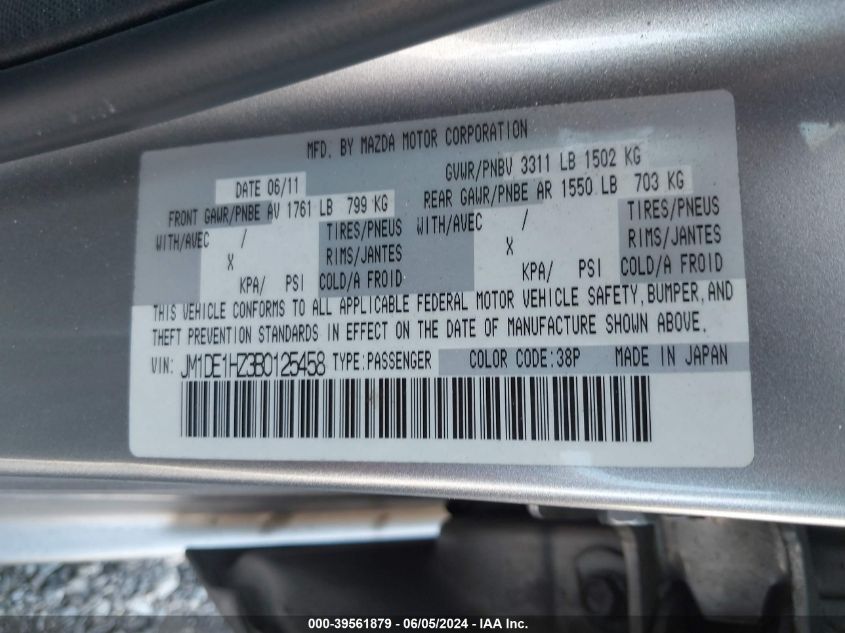 MFD. BY MAZDA MOTOR CORPORATION
DATE 06/11 GVWR/PNBV 3311 LB 1502 KG
FRONT GAWR/PNBE AV 1761 LB 799 KG REAR GAWR/PNBE AR 1550 LB 703 KG
WITH/AVEC / TIRES/PNEUS WITH/AVEC / TIRES/PNEUS
X RIMS/JANTES X RIMS/JANTES
KPA/ PSI COLD/A FROID KPA/ PSI COLD/A FROID
THIS VEHICLE CONFORMS TO ALL APPLICABLE FEDERAL MOTOR VEHICLE SAFETY, BUMPER, AND
THEFT PREVENTION STANDARDS IN EFFECT ON THE DATE OF MANUFACTURE SHOWN ABOVE.
VIN: JM1DE1HZ3B0125458 TYPE:PASSENGER COLOR CODE:38P MADE IN JAPAN
000-39561879 - 06/05/2024 - IAA Inc.